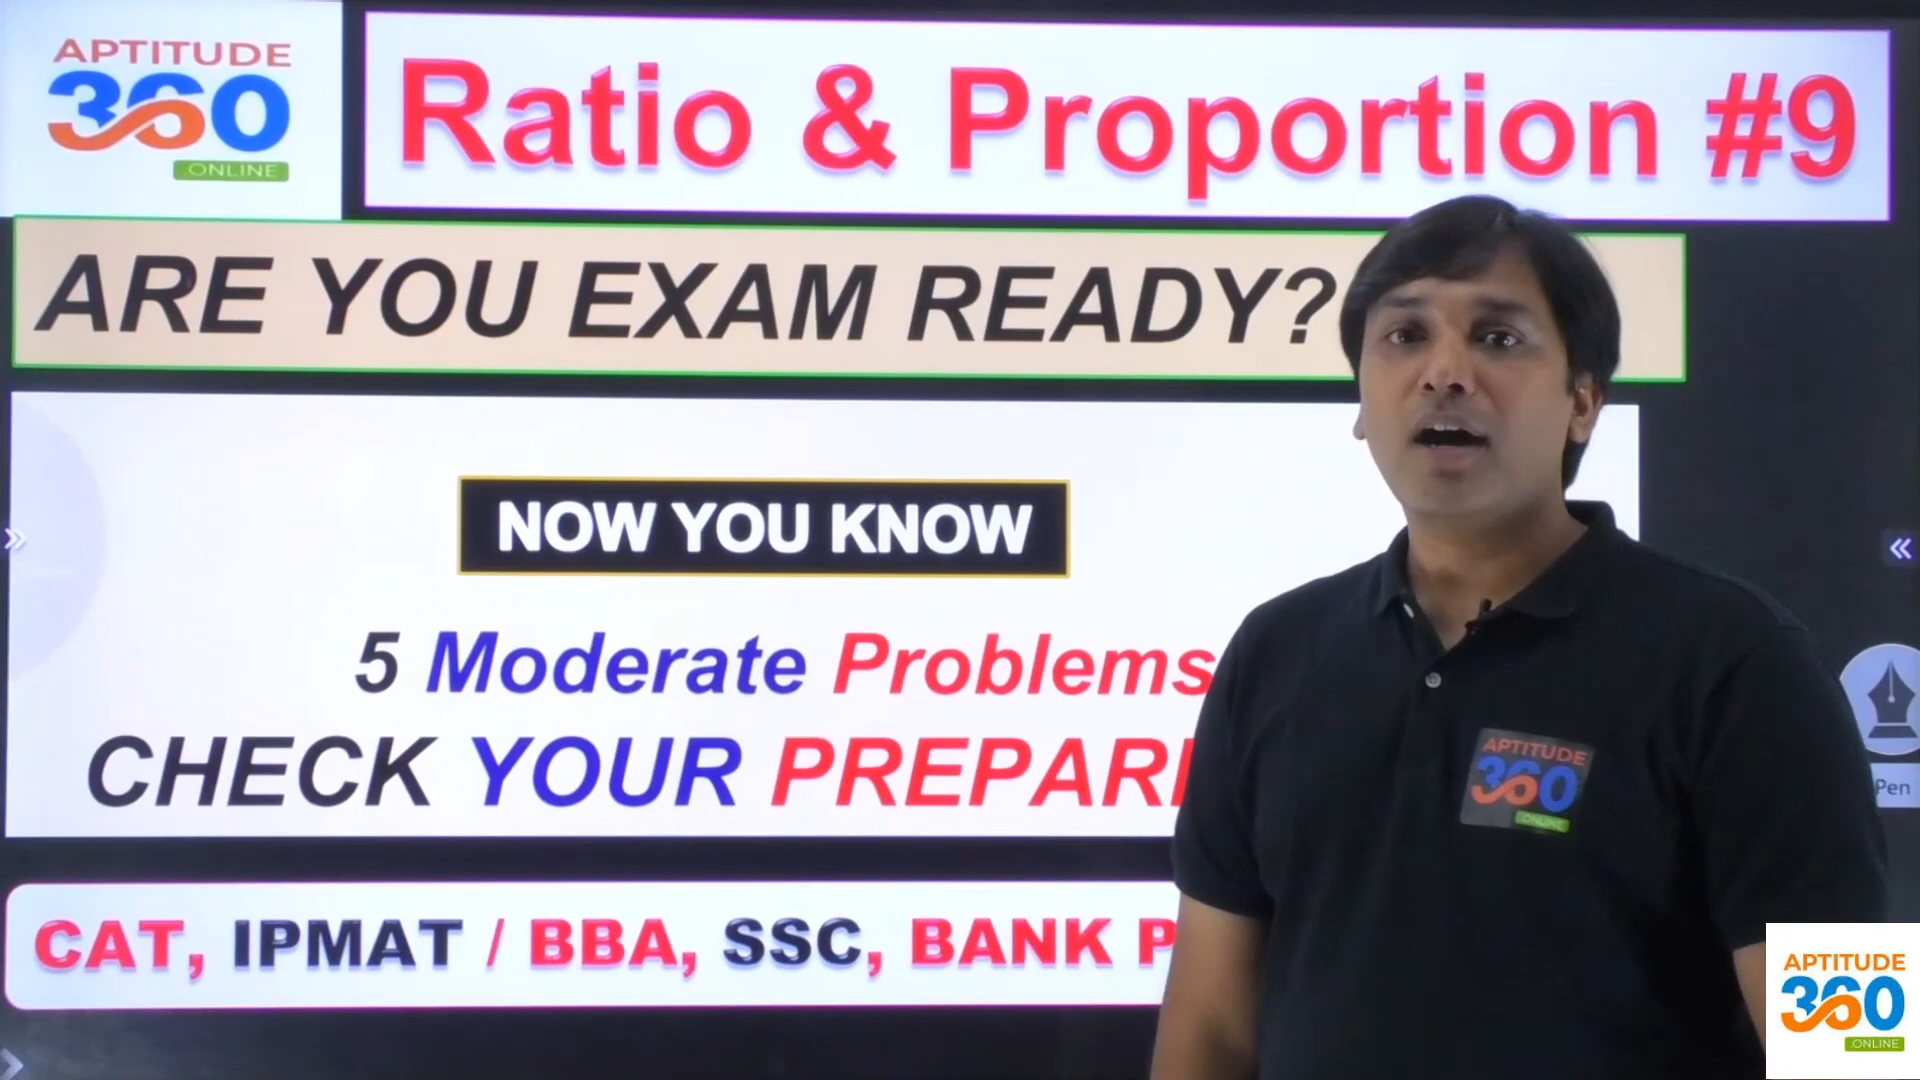 APTITUDE
360
.ONLINE
Ratio & Proportion #9
ARE YOU EXAM READY?
NOW YOU KNOW
5 Moderate Problems
CHECK YOUR
CAT, IPMAT / BBA, SSC, BANK
Pen
APTITUDE
360
.ONLINE
APTITUDE
360
.ONLINE